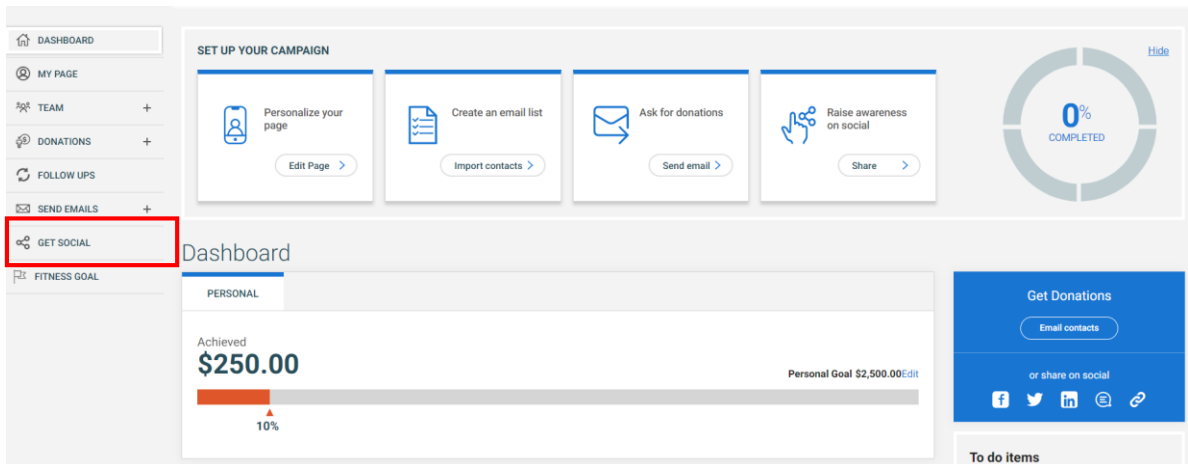 DASHBOARD
MY PAGE
TEAM +
DONATIONS +
FOLLOW UPS
SEND EMAILS +
GET SOCIAL
FITNESS GOAL
SET UP YOUR CAMPAIGN
Hide
Personalize your
page
Edit Page >
Create an email list
Import contacts >
Ask for donations
Send email >
Raise awareness
on social
Share >
0%
COMPLETED
Dashboard
PERSONAL
Achieved
$250.00
Personal Goal $2,500.00Edit
10%
Get Donations
Email contacts
or share on social
To do items